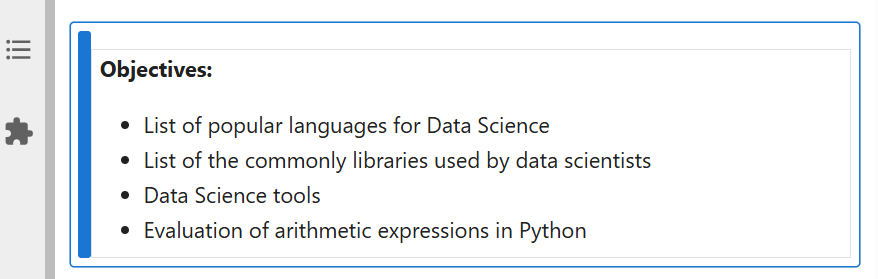 Objectives:
• List of popular languages for Data Science
• List of the commonly libraries used by data scientists
• Data Science tools
• Evaluation of arithmetic expressions in Python